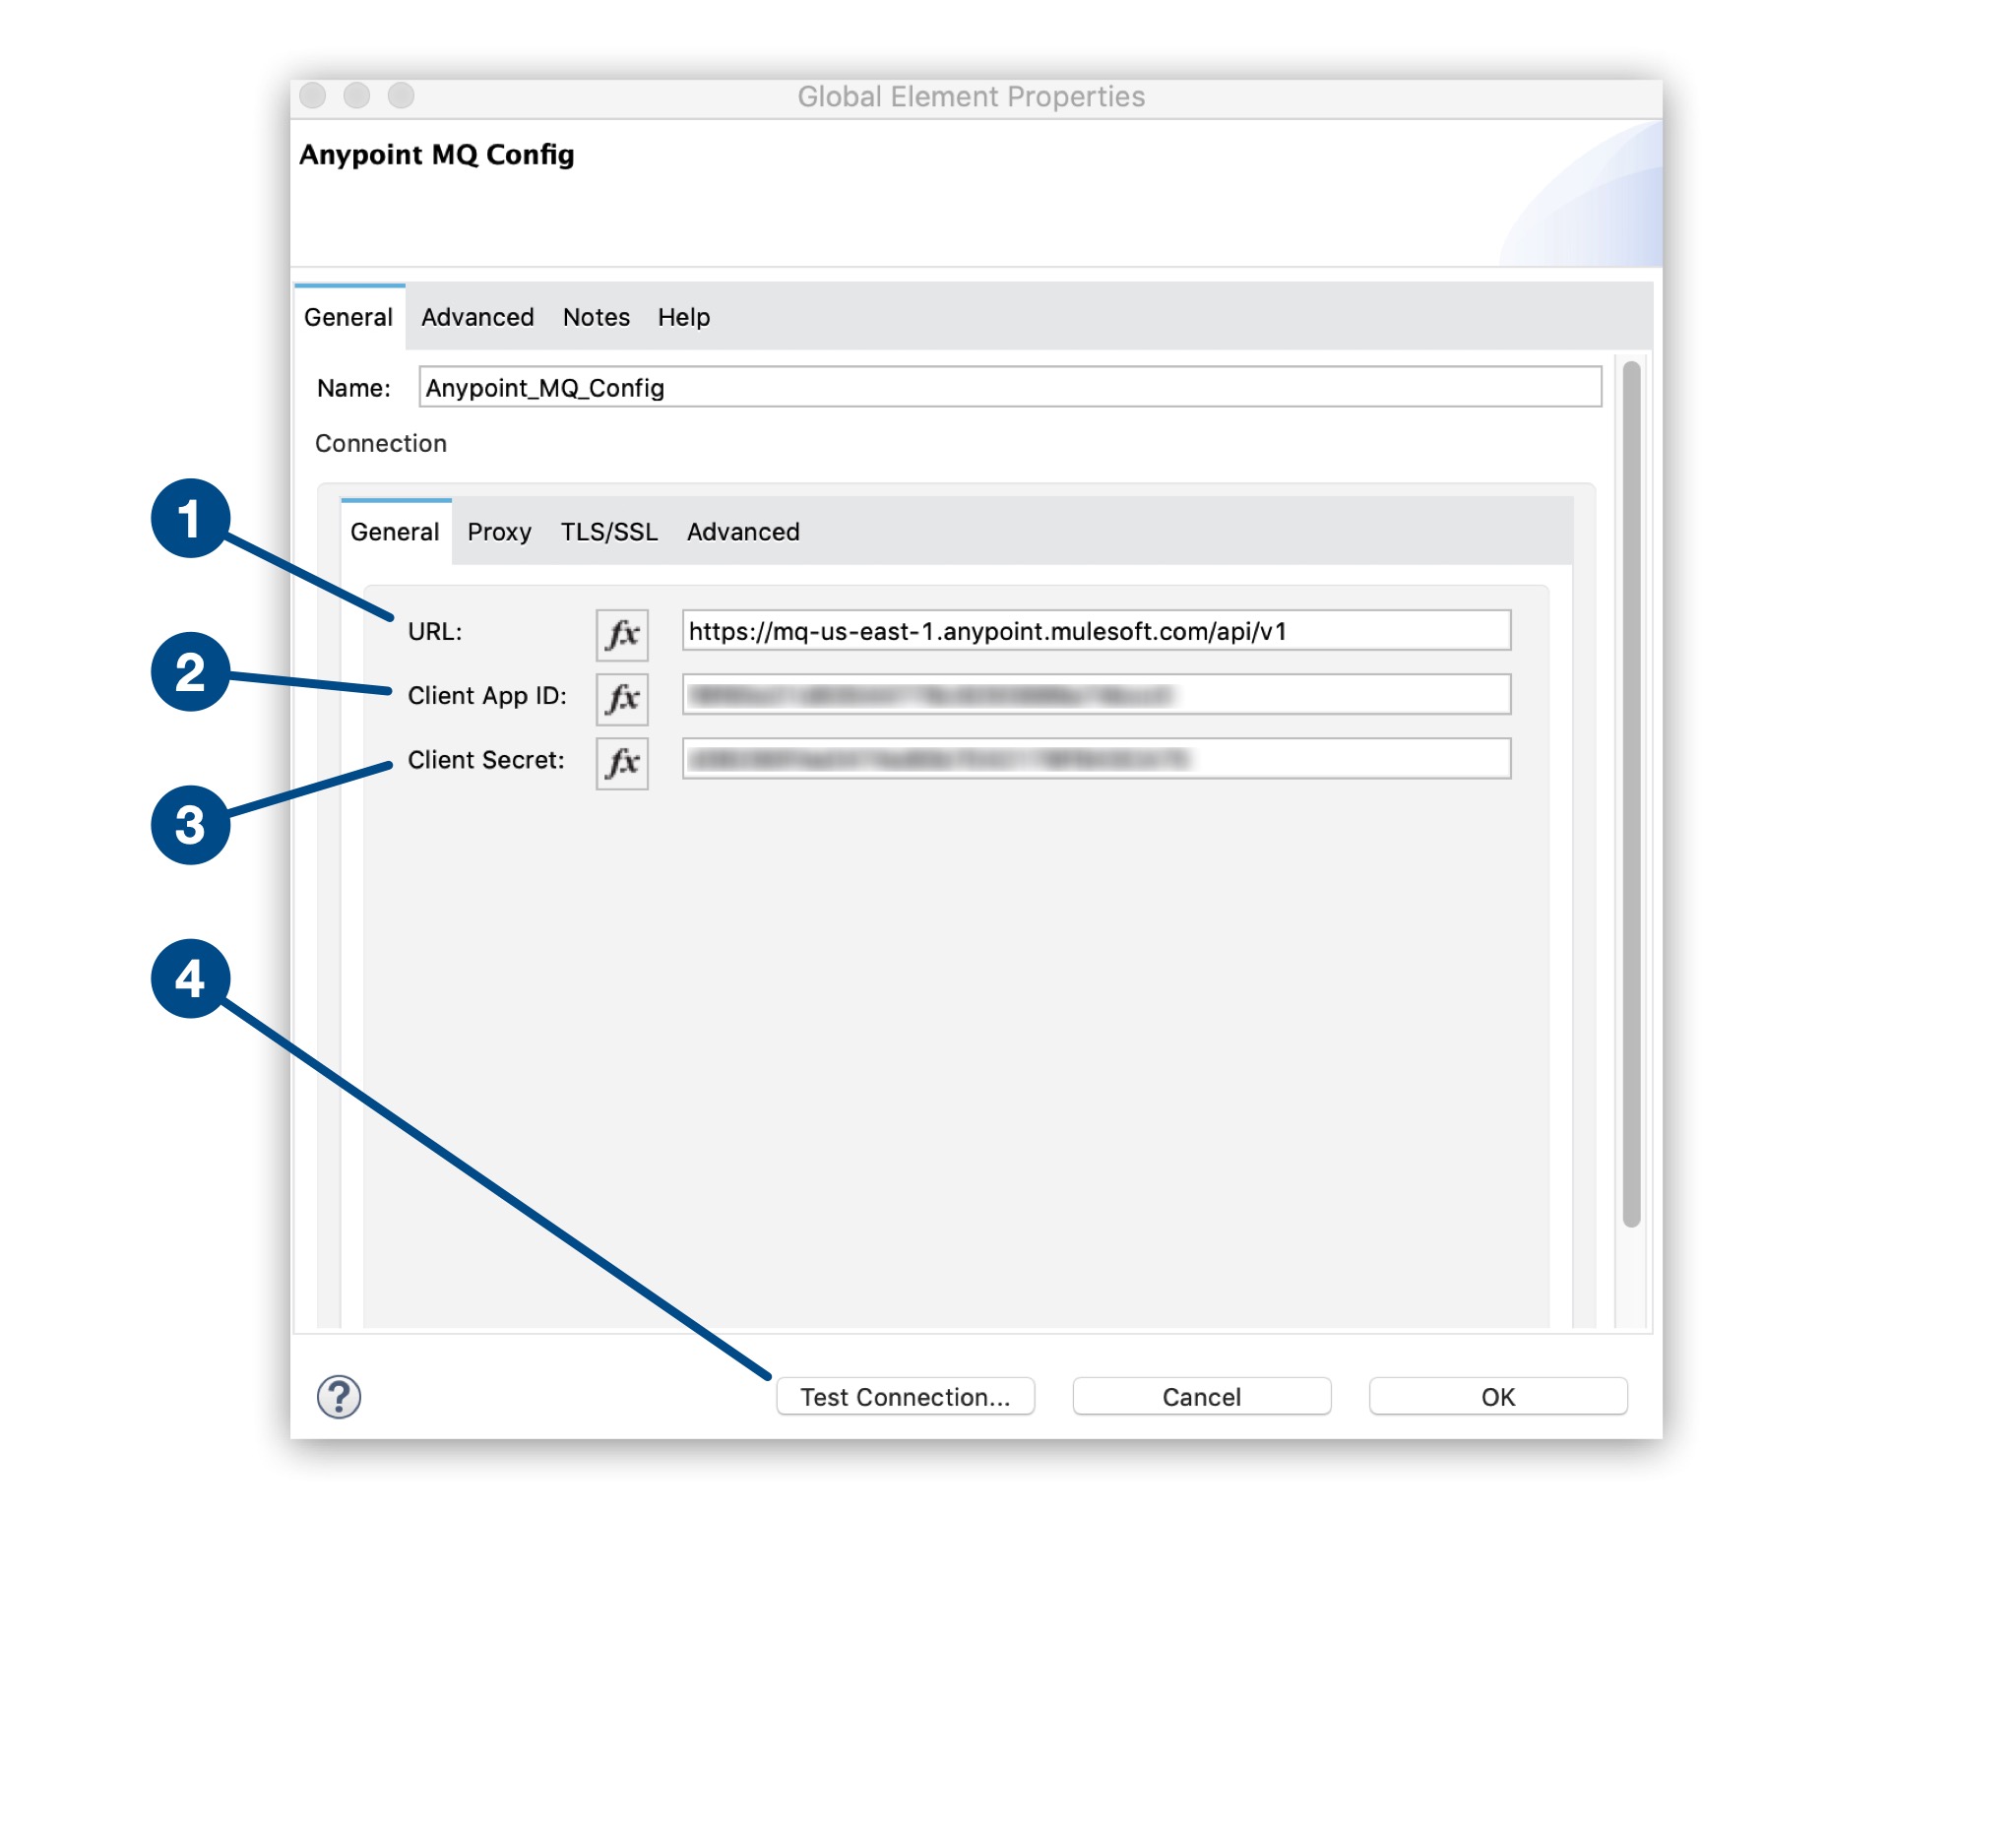 Global Element Properties
Anypoint MQ Config
General Advanced Notes Help
Name: Anypoint_MQ_Config
Connection
1
General Proxy TLS/SSL Advanced
URL: fx https://mq-us-east-1.anypoint.mulesoft.com/api/v1
2
Client App ID: fx
Client Secret: fx
3
4
? Test Connection... Cancel OK